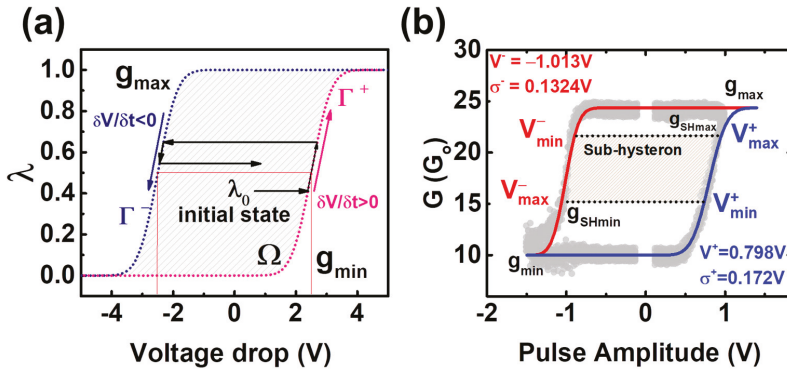 (a)
λ
1.0
0.8
0.6
0.4
0.2
0.0
g_max
δV/δt<0
Γ⁺
Γ⁻
λ₀
initial state
δV/δt>0
Ω
g_min
-4
-2
0
2
4
Voltage drop (V)
(b)
G (G₀)
30
25
20
15
10
5
V⁻ = −1.013V
σ⁻ = 0.1324V
g_max
g_SHmax
V⁻_min
V⁺_max
Sub-hysteron
V⁻_max
V⁺_min
g_SHmin
g_min
V⁺=0.798V
σ⁺=0.172V
-2
-1
0
1
2
Pulse Amplitude (V)